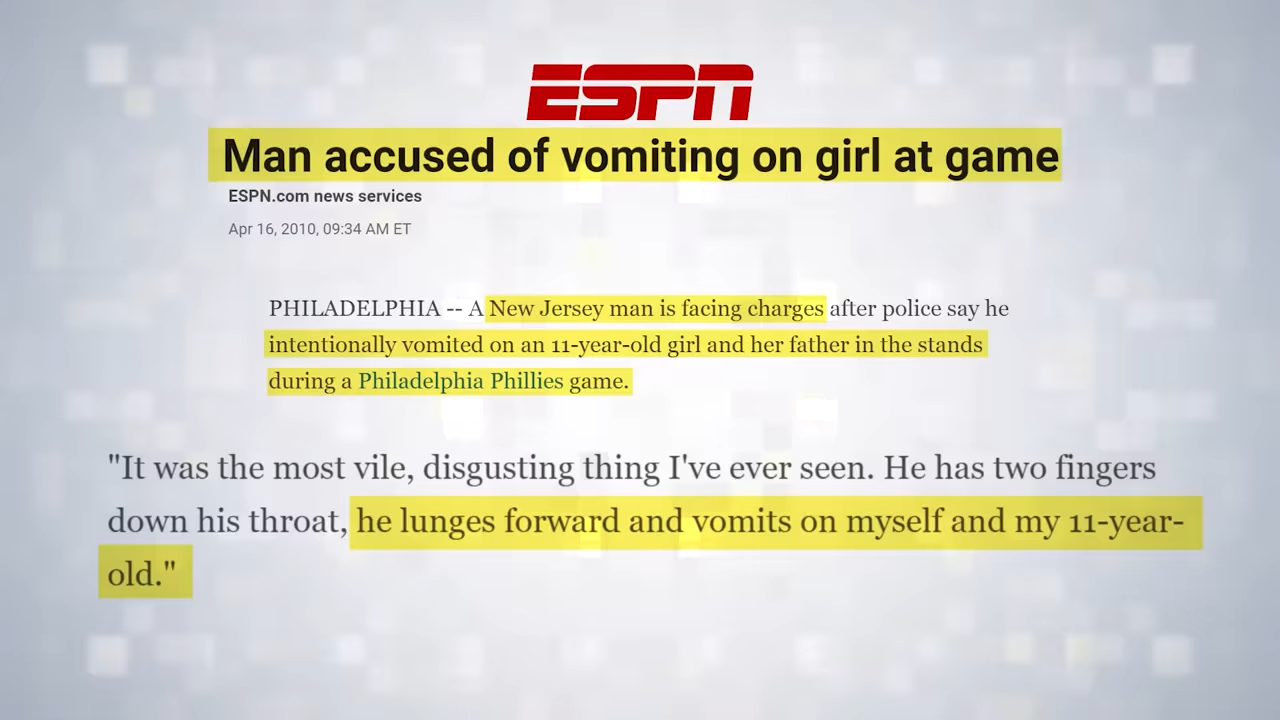 ESPN
Man accused of vomiting on girl at game
ESPN.com news services
Apr 16, 2010, 09:34 AM ET
PHILADELPHIA -- A New Jersey man is facing charges after police say he
intentionally vomited on an 11-year-old girl and her father in the stands
during a Philadelphia Phillies game.
"It was the most vile, disgusting thing I've ever seen. He has two fingers
down his throat, he lunges forward and vomits on myself and my 11-year-
old."